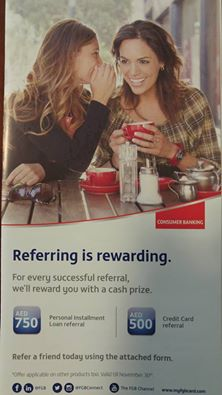 CONSUMER BANKING
Referring is rewarding.
For every successful referral,
we'll reward you with a cash prize.
AED 750 Personal Installment Loan referral
AED 500 Credit Card referral
Refer a friend today using the attached form.
*Offer applicable on other products too. Valid till November 30th.
@FGB @FGBConnect The FGB Channel www.myfgbcard.com